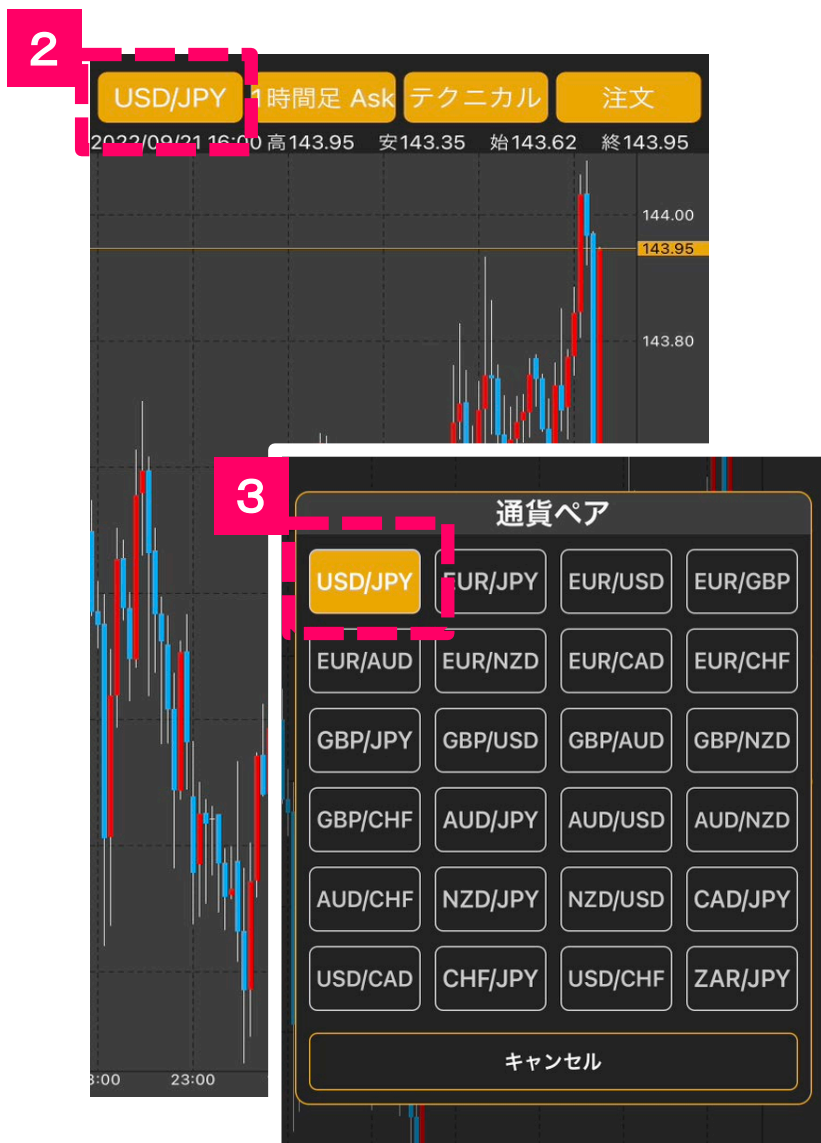 2
USD/JPY 1時間足 Ask テクニカル 注文
2022/09/21 16:00 高143.95 安143.35 始143.62 終143.95
144.00
143.95
143.80
3
通貨ペア
USD/JPY EUR/JPY EUR/USD EUR/GBP
EUR/AUD EUR/NZD EUR/CAD EUR/CHF
GBP/JPY GBP/USD GBP/AUD GBP/NZD
GBP/CHF AUD/JPY AUD/USD AUD/NZD
AUD/CHF NZD/JPY NZD/USD CAD/JPY
USD/CAD CHF/JPY USD/CHF ZAR/JPY
キャンセル
:00 23:00